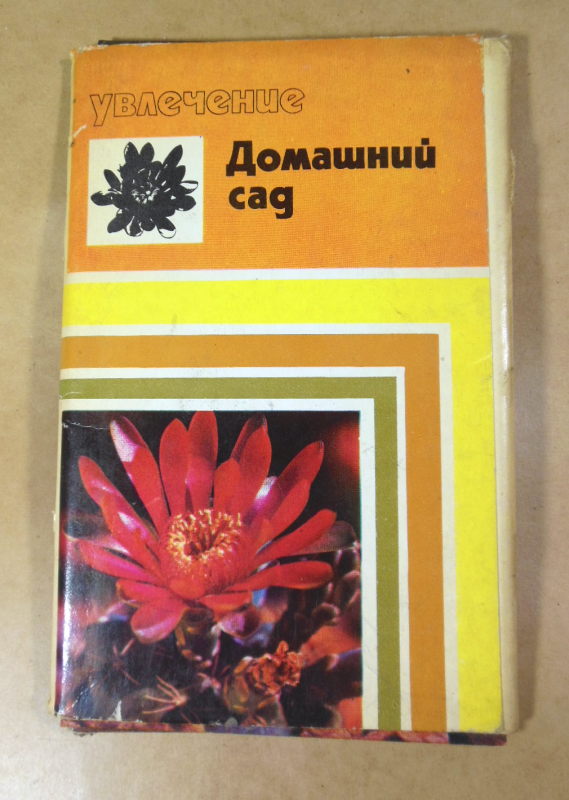 увлечение
Домашний
сад